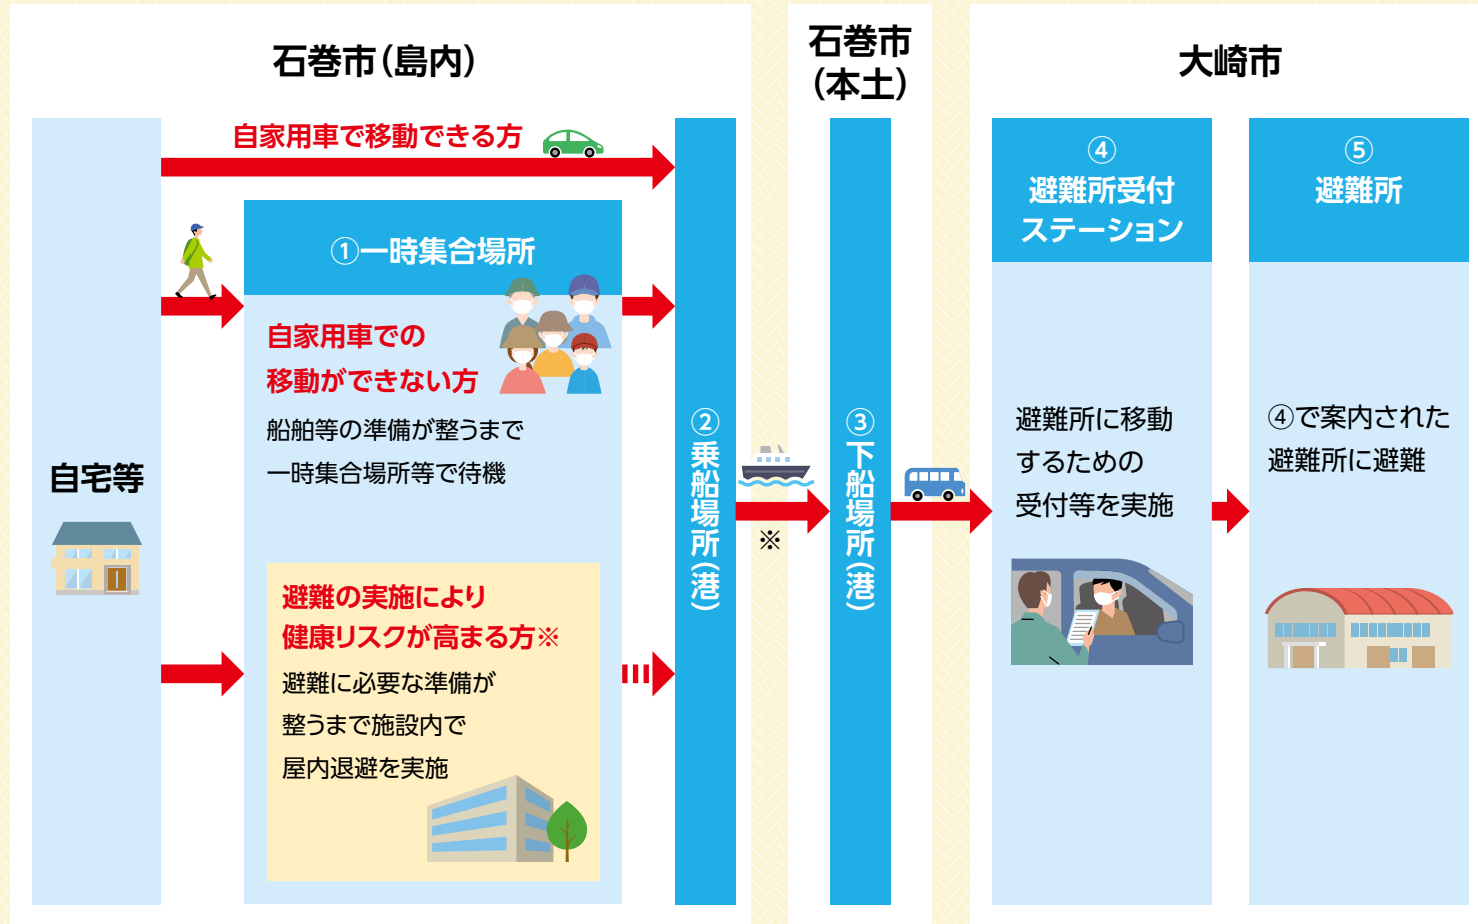 石巻市（島内）
自宅等
自家用車で移動できる方
①一時集合場所
自家用車での
移動ができない方
船舶等の準備が整うまで
一時集合場所等で待機
避難の実施により
健康リスクが高まる方※
避難に必要な準備が
整うまで施設内で
屋内退避を実施
②乗船場所（港）
※
石巻市
（本土）
③下船場所（港）
大崎市
④
避難所受付
ステーション
避難所に移動
するための
受付等を実施
⑤
避難所
④で案内された
避難所に避難